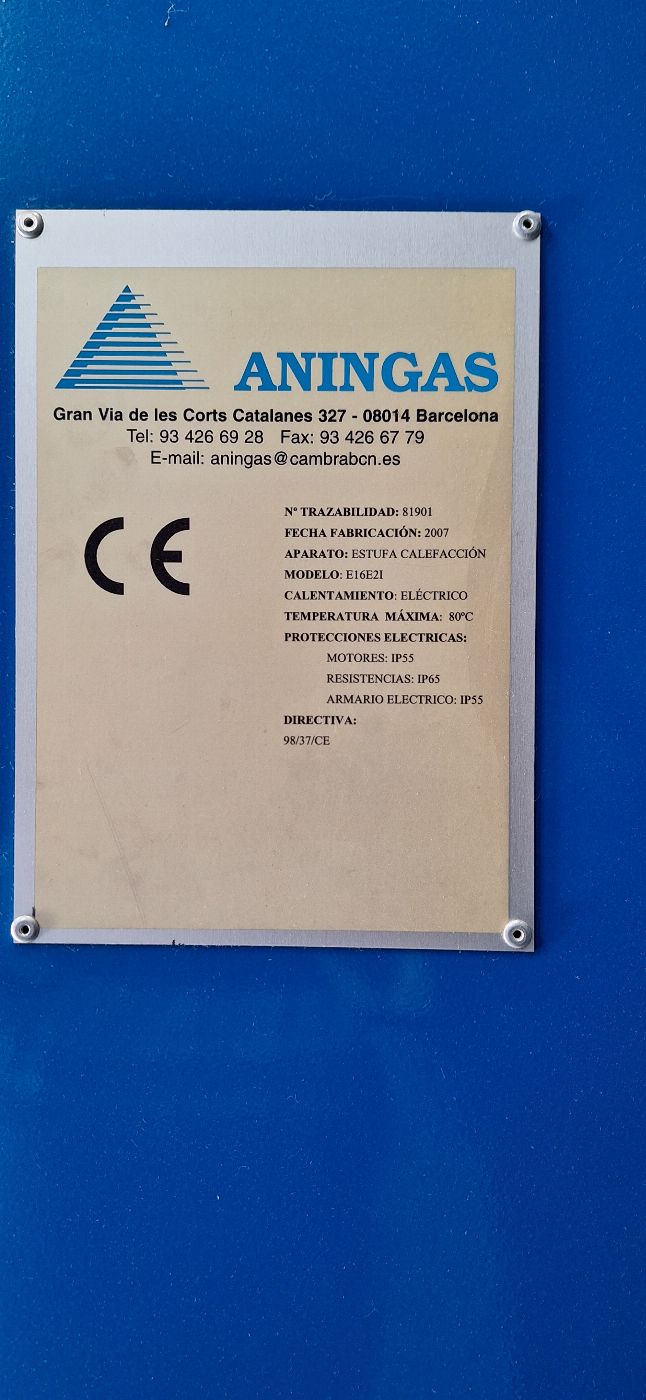 ANINGAS
Gran Via de les Corts Catalanes 327 - 08014 Barcelona
Tel: 93 426 69 28 Fax: 93 426 67 79
E-mail: aningas@cambrabcn.es
CE
Nº TRAZABILIDAD: 81901
FECHA FABRICACIÓN: 2007
APARATO: ESTUFA CALEFACCIÓN
MODELO: E16E2I
CALENTAMIENTO: ELÉCTRICO
TEMPERATURA MÁXIMA: 80ºC
PROTECCIONES ELECTRICAS:
MOTORES: IP55
RESISTENCIAS: IP65
ARMARIO ELECTRICO: IP55
DIRECTIVA:
98/37/CE